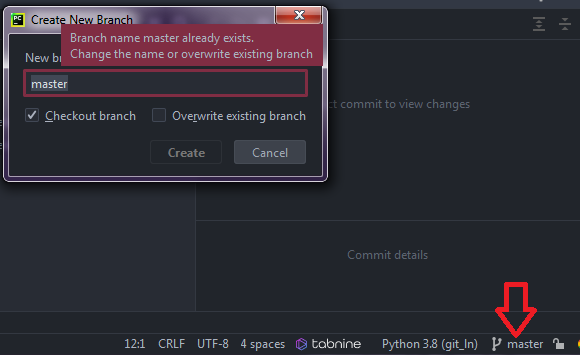 PC
Create New Branch
Branch name master already exists.
Change the name or overwrite existing branch
New
master
Checkout branch
Overwrite existing branch
Create
Cancel
commit to view changes
Commit details
12:1 CRLF UTF-8 4 spaces tabnine Python 3.8 (git_ln) master